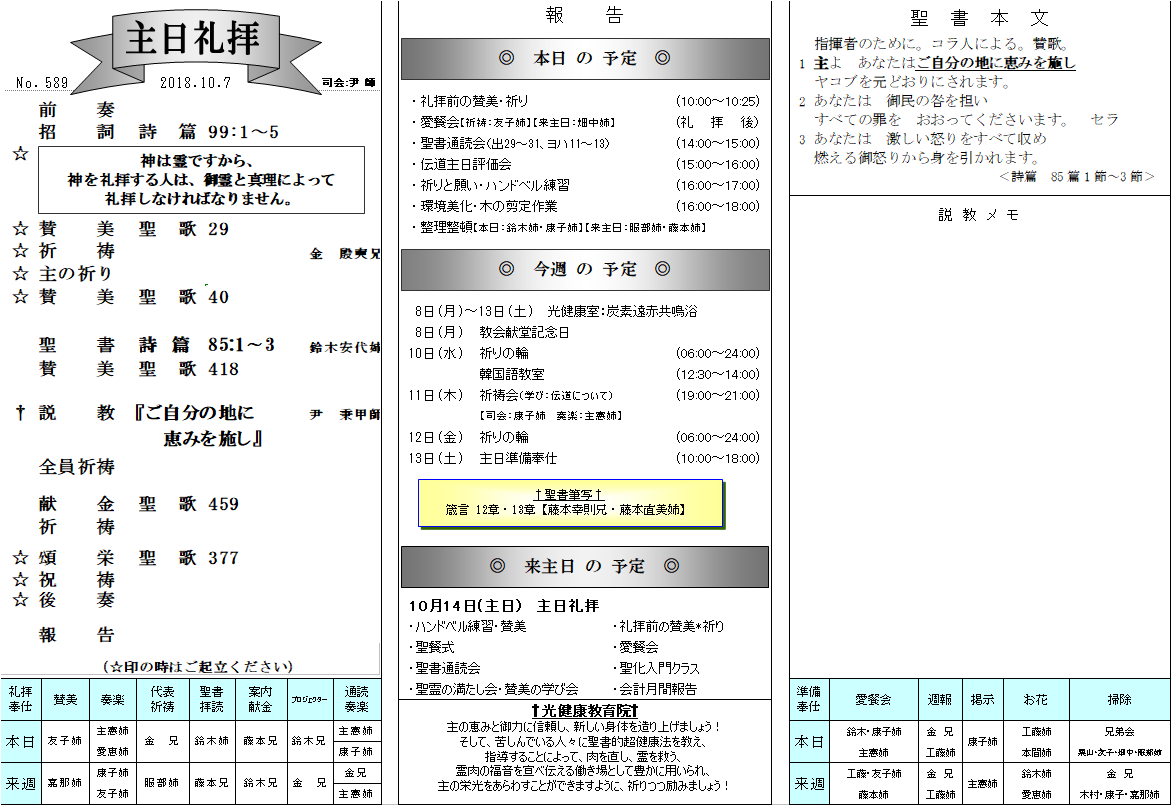 主日礼拝
No. 589
2018.10.7
司会:尹 師
前 奏
招 詞 詩 篇 99:1～5
☆
神は霊ですから、
神を礼拝する人は、御霊と真理によって
礼拝しなければなりません。
☆ 賛 美 聖 歌 29
☆ 祈 祷 金 殷奭兄
☆ 主の祈り
☆ 賛 美 聖 歌 40
聖 書 詩 篇 85:1～3 鈴木安代姉
賛 美 聖 歌 418
† 説 教 『ご自分の地に 尹 秉甲師
恵みを施し』
全員祈祷
献 金 聖 歌 459
祈 祷
☆ 頌 栄 聖 歌 377
☆ 祝 祷
☆ 後 奏
報 告
(☆印の時はご起立ください)
礼拝奉仕 賛美 奏楽 代表祈祷 聖書拝読 案内献金 プロジェクター 通読奏楽
本日 友子姉 主憲姉 愛恵姉 金 兄 鈴木姉 藤本兄 鈴木兄 主憲姉 康子姉
来週 嘉那姉 康子姉 友子姉 服部姉 藤本兄 鈴木兄 金 兄 金兄 主憲姉
報 告
◎ 本日 の 予定 ◎
・礼拝前の賛美・祈り (10:00～10:25)
・愛餐会【祈祷:友子姉】【来主日:畑中姉】 (礼 拝 後)
・聖書通読会(出29～31、ヨハ11～13) (14:00～15:00)
・伝道主日評価会 (15:00～16:00)
・祈りと願い・ハンドベル練習 (16:00～17:00)
・環境美化・木の剪定作業 (16:00～18:00)
・整理整頓【本日:鈴木姉・康子姉】【来主日:服部姉・藤本姉】
◎ 今週 の 予定 ◎
8日(月)～13日(土) 光健康室:炭素遠赤共鳴浴
8日(月) 教会献堂記念日
10日(水) 祈りの輪 (06:00～24:00)
韓国語教室 (12:30～14:00)
11日(木) 祈祷会(学び:伝道について) (19:00～21:00)
【司会:康子姉 奏楽:主憲姉】
12日(金) 祈りの輪 (06:00～24:00)
13日(土) 主日準備奉仕 (10:00～18:00)
†聖書筆写†
箴言 12章・13章【藤本幸則兄・藤本直美姉】
◎ 来主日 の 予定 ◎
10月14日(主日) 主日礼拝
・ハンドベル練習・賛美 ・礼拝前の賛美*祈り
・聖餐式 ・愛餐会
・聖書通読会 ・聖化入門クラス
・聖霊の満たし会・賛美の学び会 ・会計月間報告
†光健康教育院†
主の恵みと御力に信頼し、新しい身体を造り上げましょう!
そして、苦しんでいる人々に聖書的超健康法を教え、
指導することによって、肉を直し、霊を救う、
霊肉の福音を宣べ伝える働き場として豊かに用いられ、
主の栄光をあらわすことができますように、祈りつつ励みましょう!
聖 書 本 文
指揮者のために。コラ人による。賛歌。
1 主よ あなたはご自分の地に恵みを施し
ヤコブを元どおりにされます。
2 あなたは 御民の咎を担い
すべての罪を おおってくださいます。 セラ
3 あなたは 激しい怒りをすべて収め
燃える御怒りから身を引かれます。
＜詩篇 85篇1節～3節＞
説 教 メ モ
準備奉仕 愛餐会 週報 掲示 お花 掃除
本日 鈴木・康子姉 主憲姉 金 兄 工藤姉 康子姉 工藤姉 本間姉 兄弟会 栗山・友子・畑中・服部姉
来週 工藤・友子姉 藤本姉 金 兄 工藤姉 主憲姉 鈴木姉 愛恵姉 金 兄 木村・康子・嘉那姉